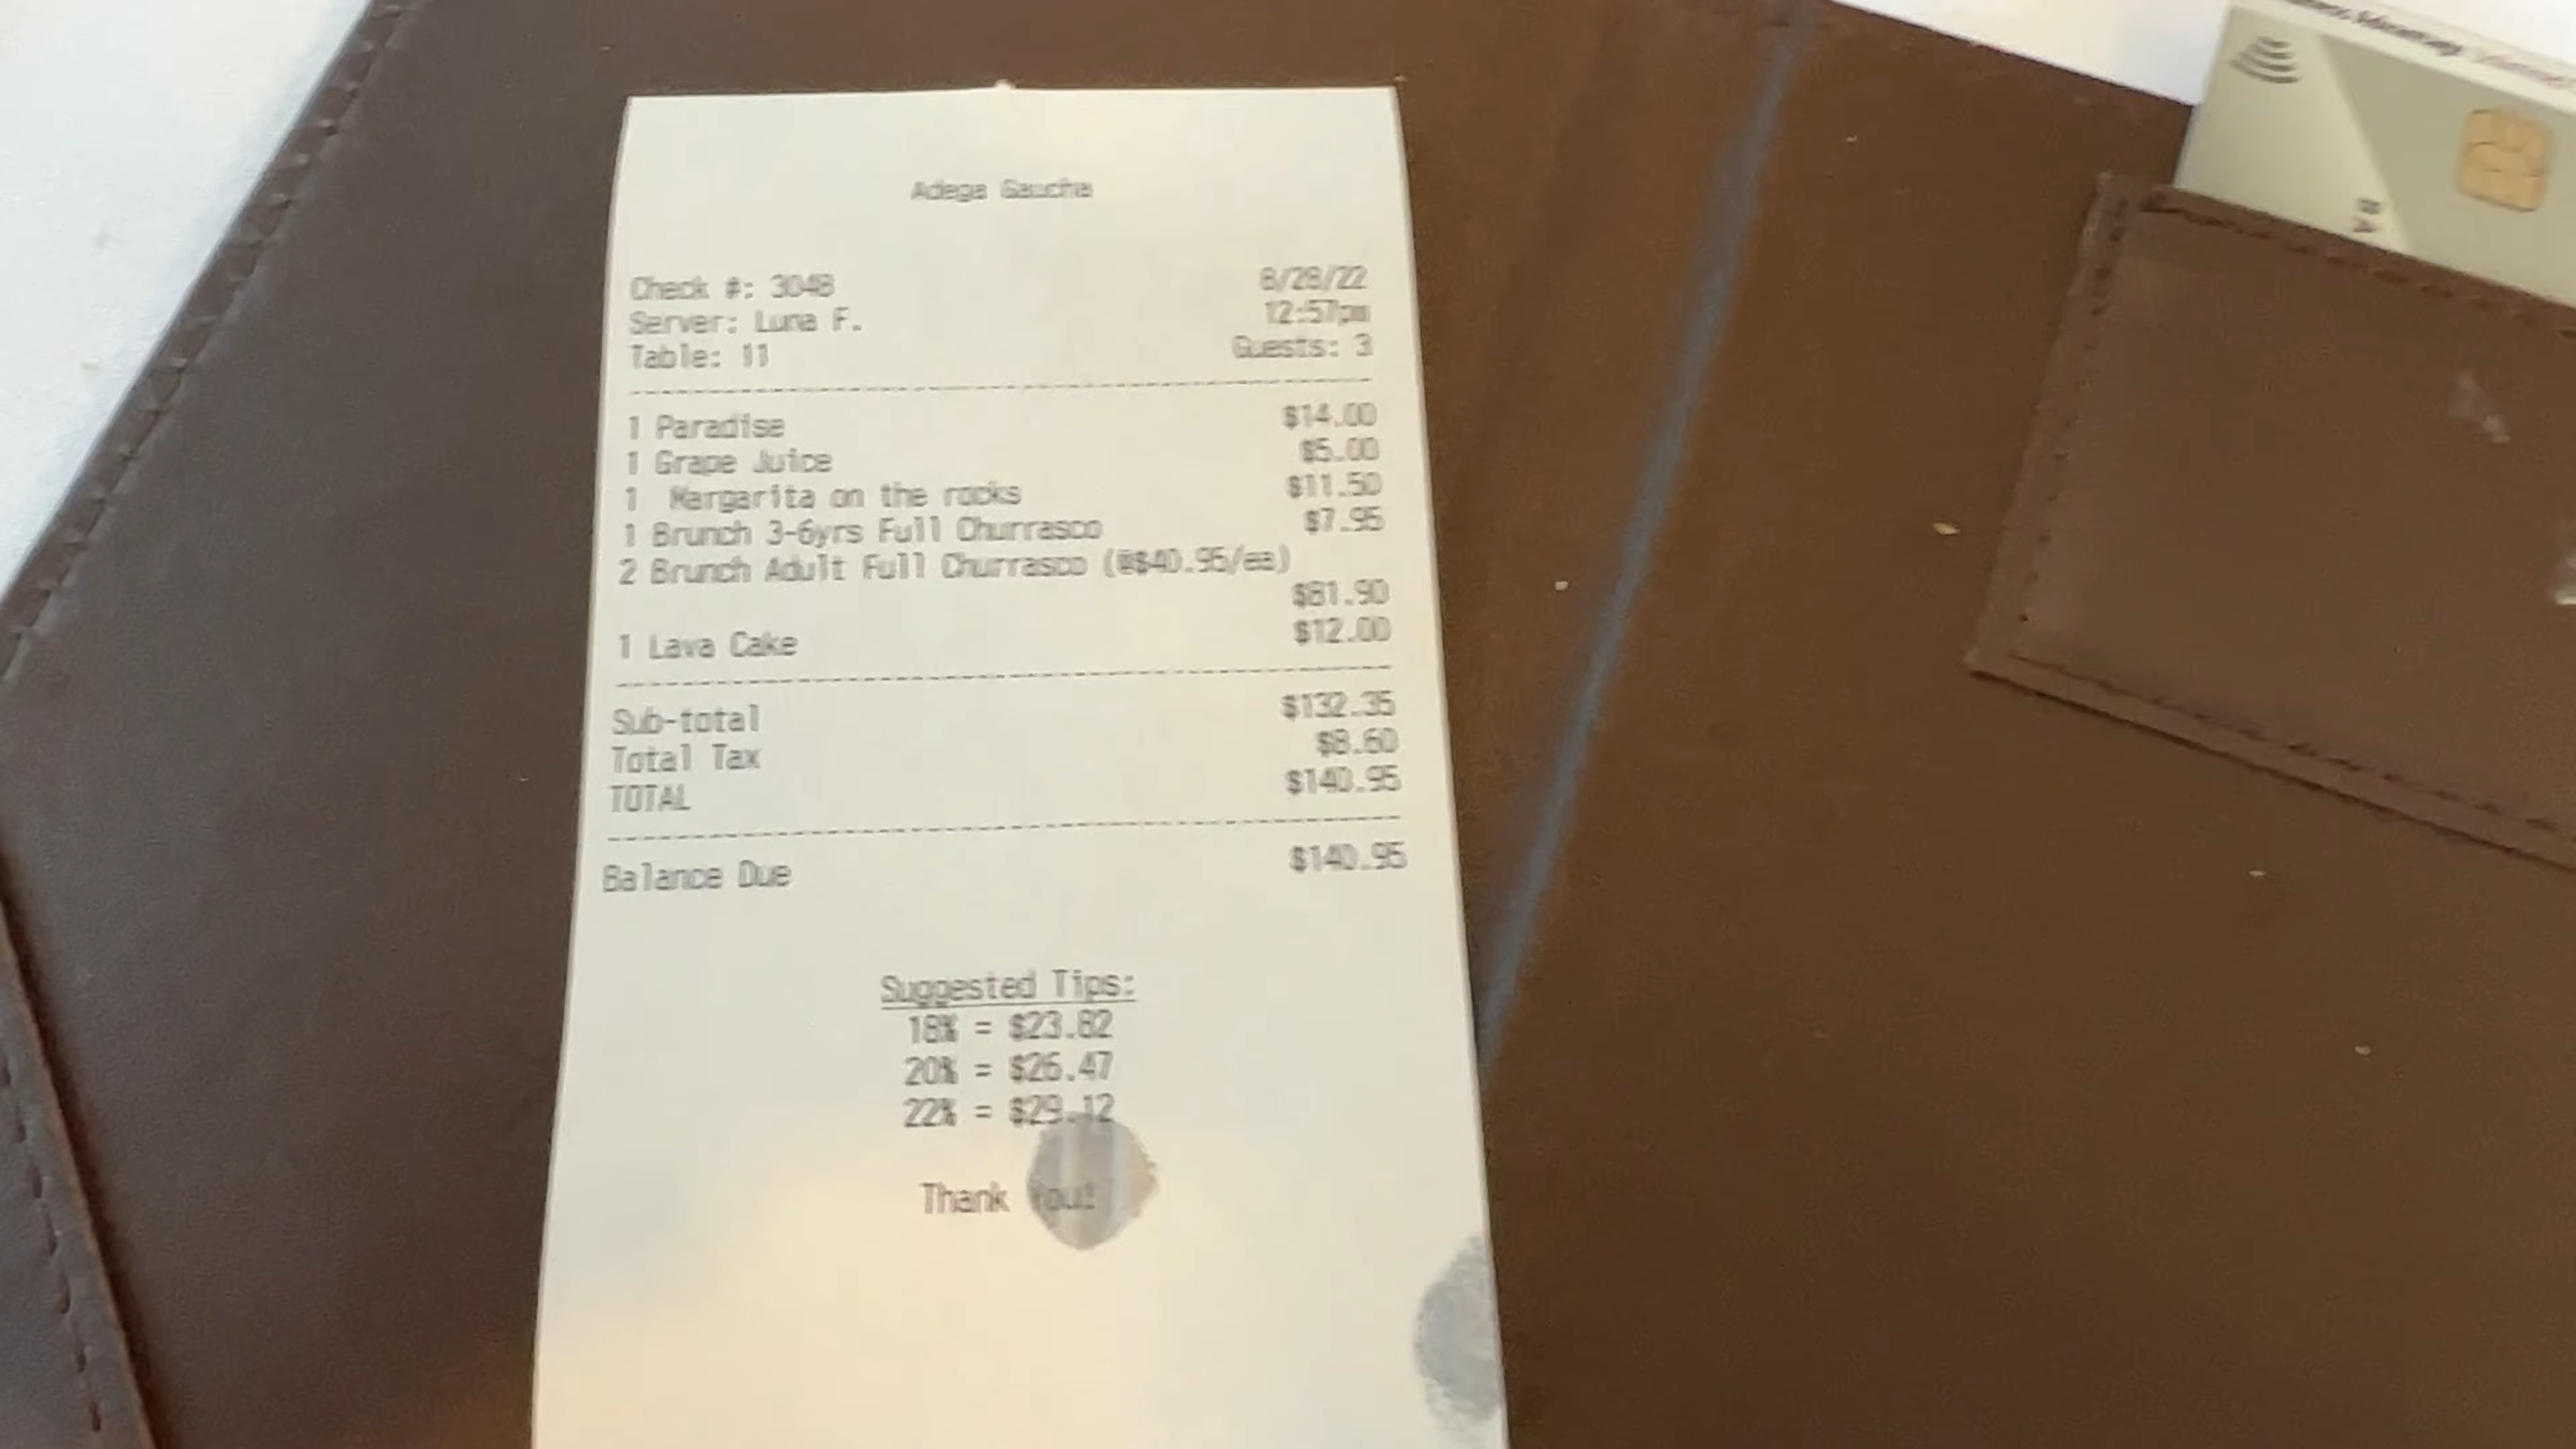 Adega Gaucha
Check #: 3048
8/28/22
Server: Luna F.
12:57pm
Table: 11
Guests: 3
1 Paradise $14.00
1 Grape Juice $5.00
1 Margarita on the rocks $11.50
1 Brunch 3-6yrs Full Churrasco $7.95
2 Brunch Adult Full Churrasco (@$40.95/ea)
$81.90
1 Lava Cake $12.00
Sub-total $132.35
Total Tax $8.60
TOTAL $140.95
Balance Due $140.95
Suggested Tips:
18% = $23.82
20% = $26.47
22% = $29.12
Thank You!
BA